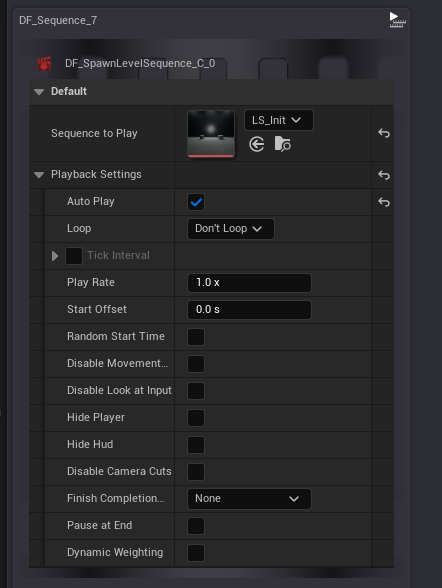 DF_Sequence_7
DF_SpawnLevelSequence_C_0
Default
Sequence to Play
LS_Init
Playback Settings
Auto Play
Loop
Don't Loop
Tick Interval
Play Rate
1.0 x
Start Offset
0.0 s
Random Start Time
Disable Movement...
Disable Look at Input
Hide Player
Hide Hud
Disable Camera Cuts
Finish Completion...
None
Pause at End
Dynamic Weighting